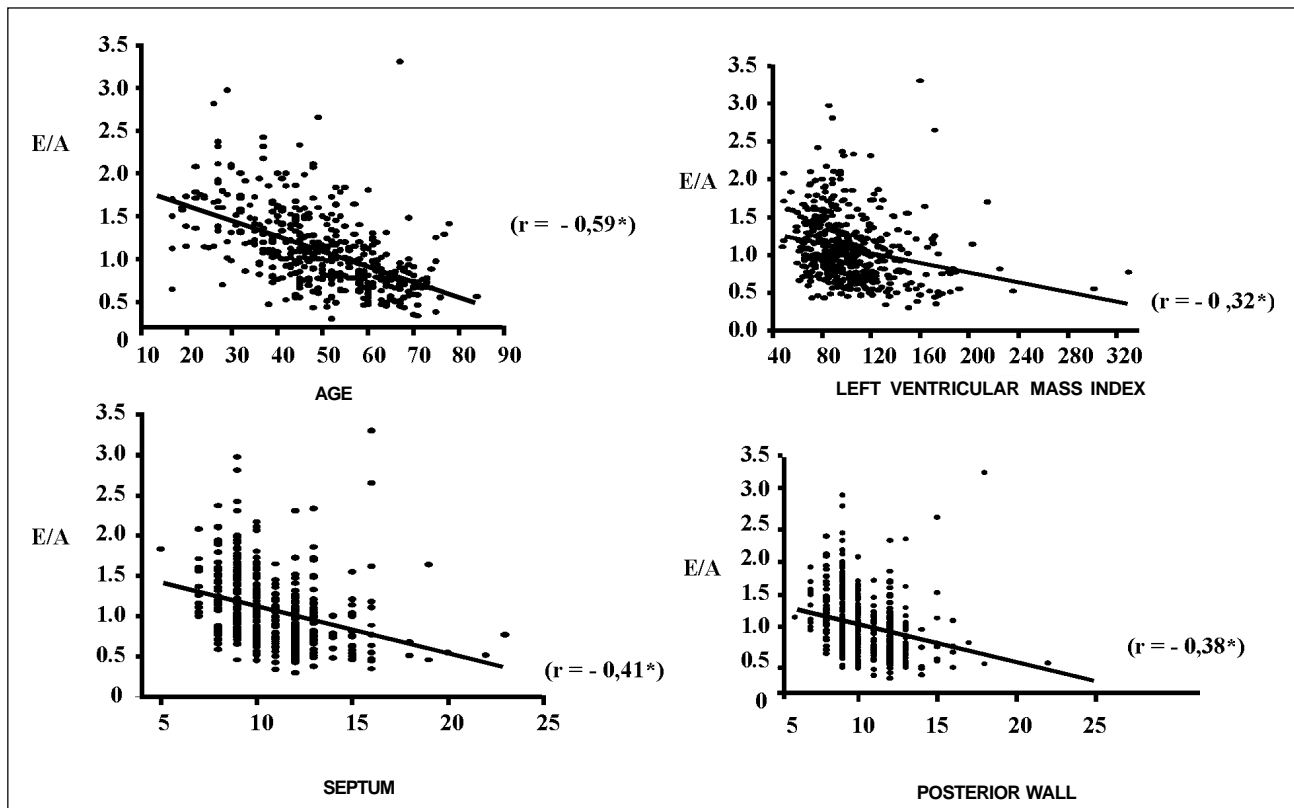 3.5
3.0
2.5
E/A
2.0
1.5
1.0
0.5
0
(r = - 0,59*)
10 20 30 40 50 60 70 80 90
AGE
3.5
3.0
2.5
2.0
E/A
1.5
1.0
0.5
0.0
(r = - 0 ,32*)
40 80 120 160 200 240 280 320
LEFT VENTRICULAR MASS INDEX
3.5
3.0
2.5
E/A
2.0
1.5
1.0
0.5
0
(r = - 0,41*)
5 10 15 20 25
SEPTUM
3.5
3.0
2.5
2.0
E/A
1.5
1.0
0.5
0
(r = - 0,38*)
5 10 15 20 25
POSTERIOR WALL